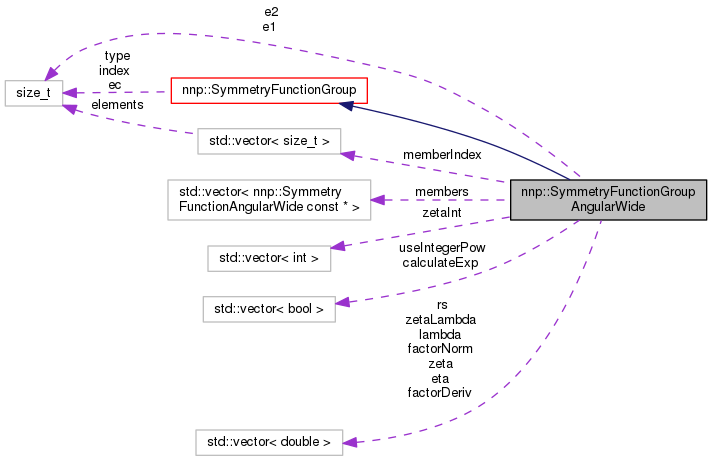 e2
e1
type
index
ec
nnp::SymmetryFunctionGroup
size_t
elements
std::vector< size_t >
memberIndex
std::vector< nnp::Symmetry
FunctionAngularWide const * >
members
nnp::SymmetryFunctionGroup
AngularWide
zetaInt
std::vector< int >
useIntegerPow
calculateExp
std::vector< bool >
rs
zetaLambda
lambda
factorNorm
zeta
eta
factorDeriv
std::vector< double >